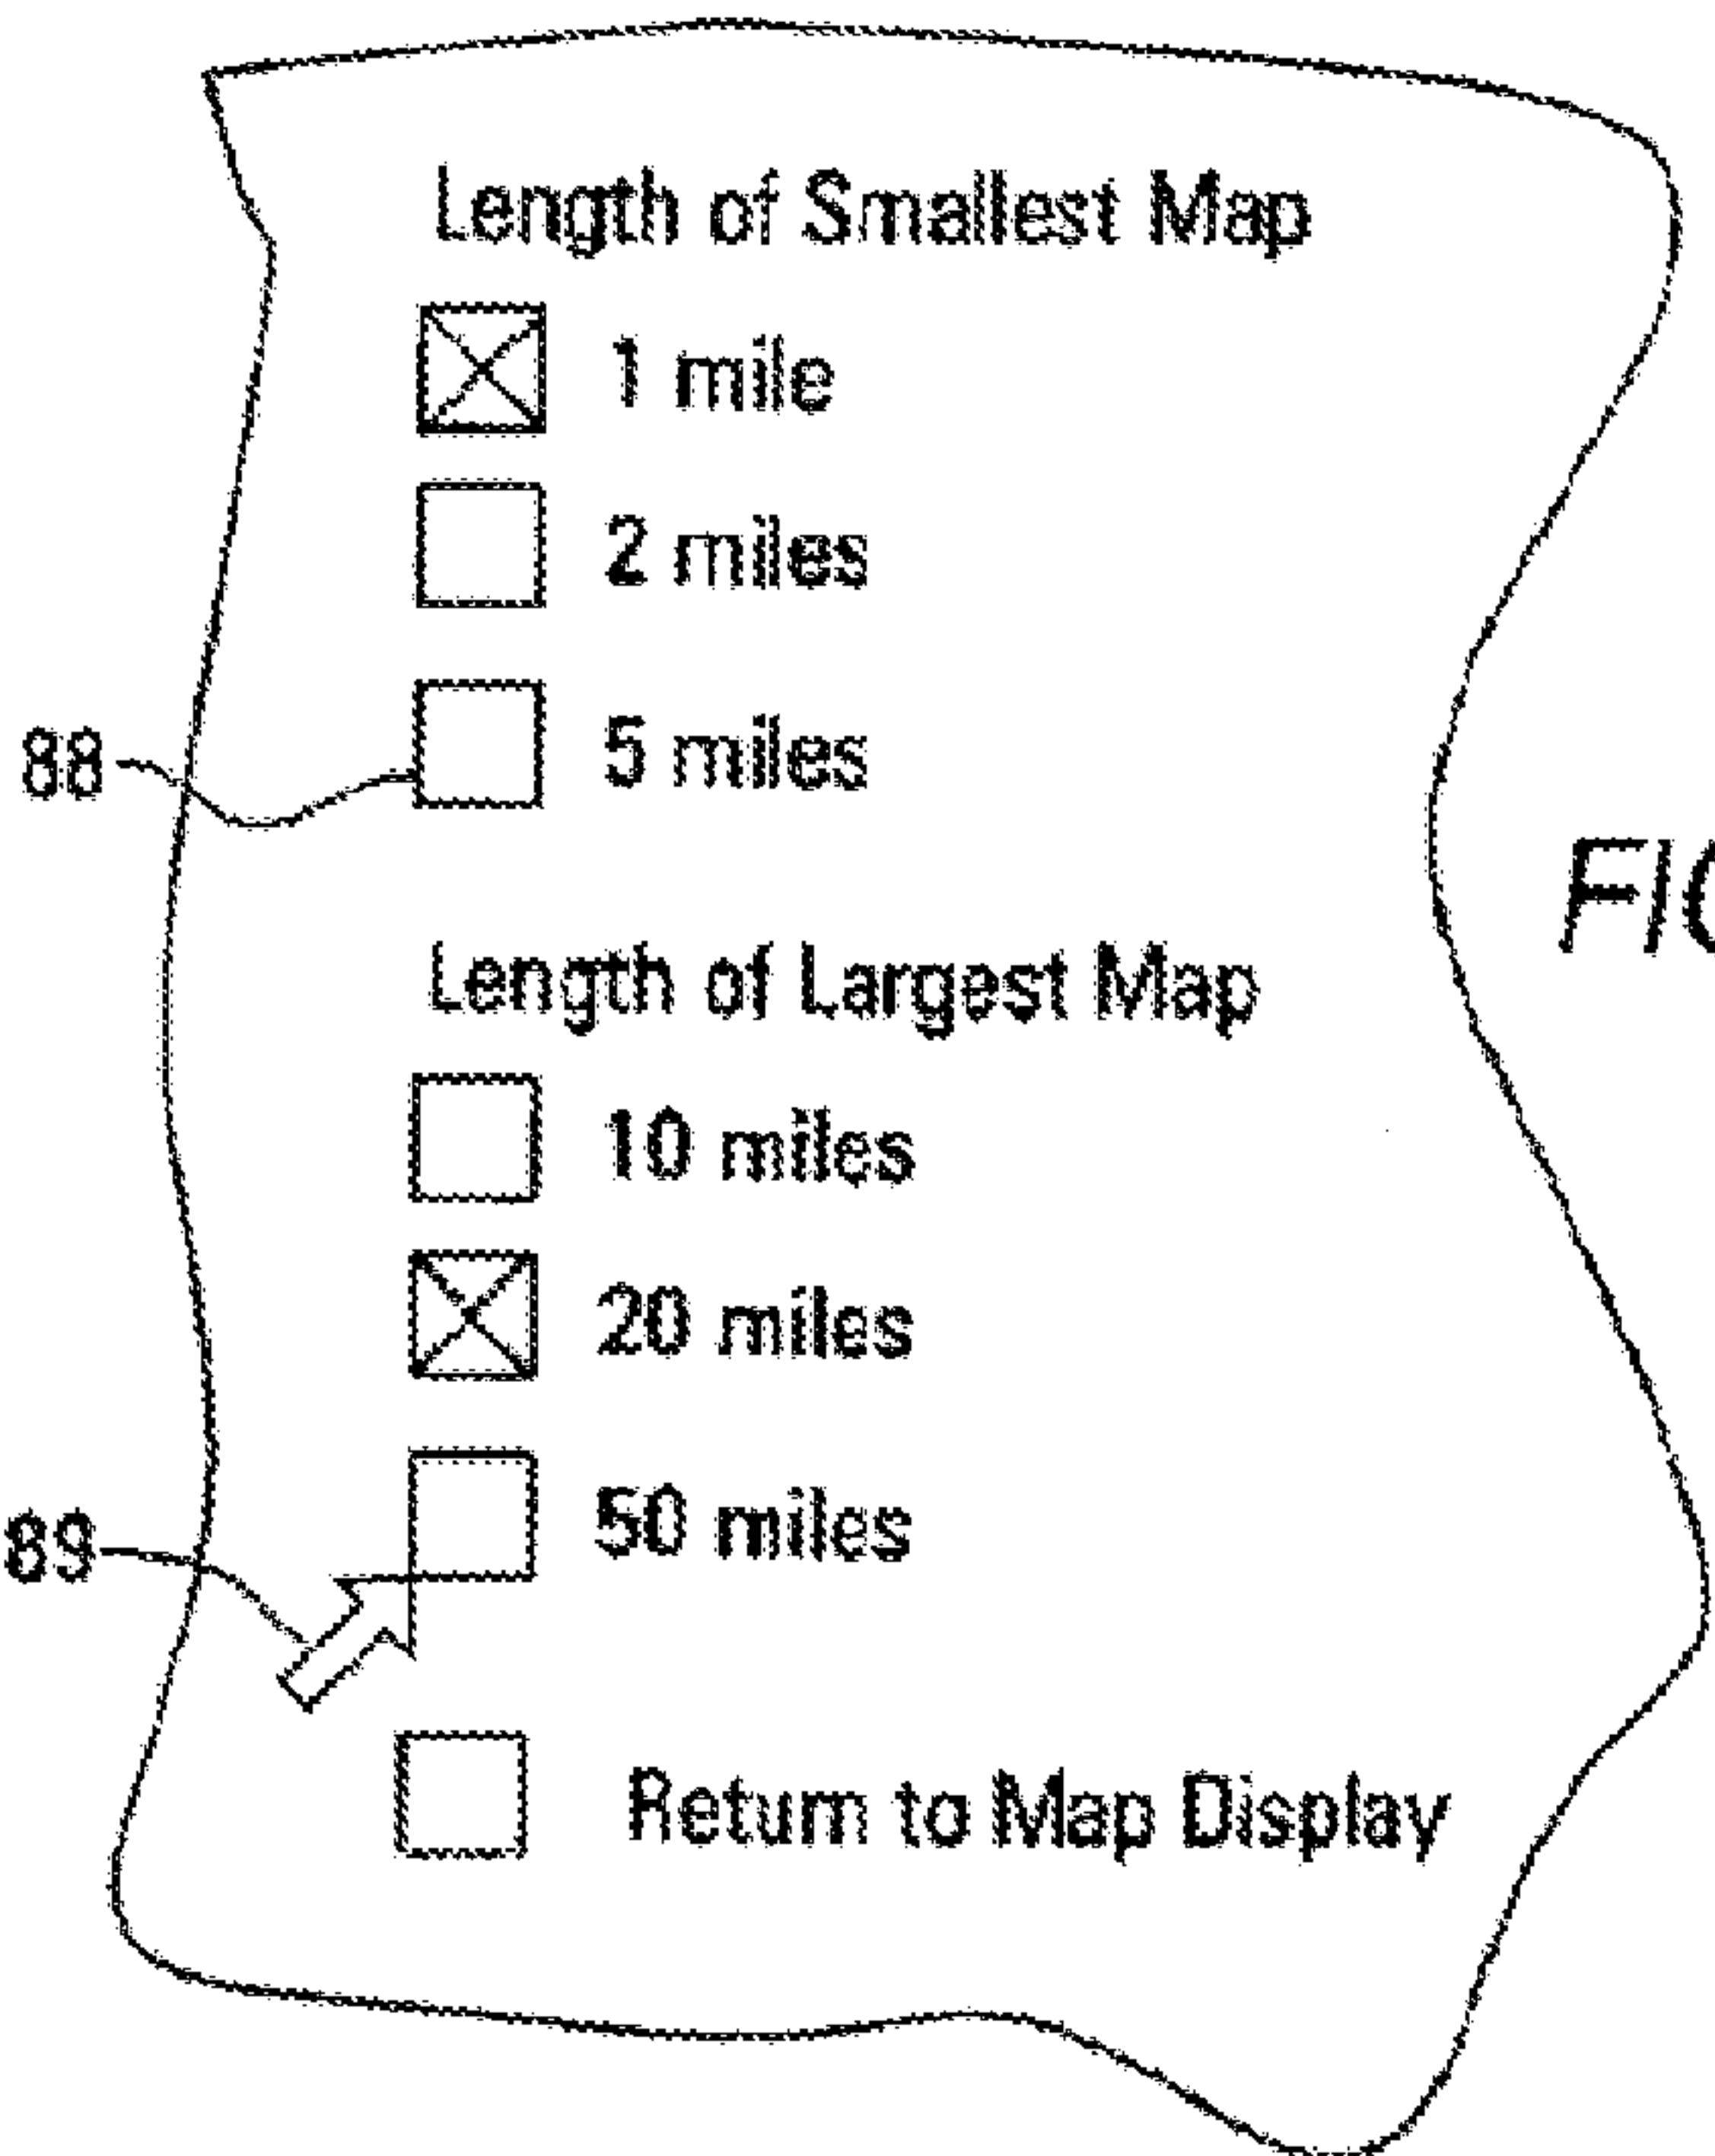 Length of Smallest Map
1 mile
2 miles
5 miles
88
Length of Largest Map
10 miles
20 miles
50 miles
89
Return to Map Display